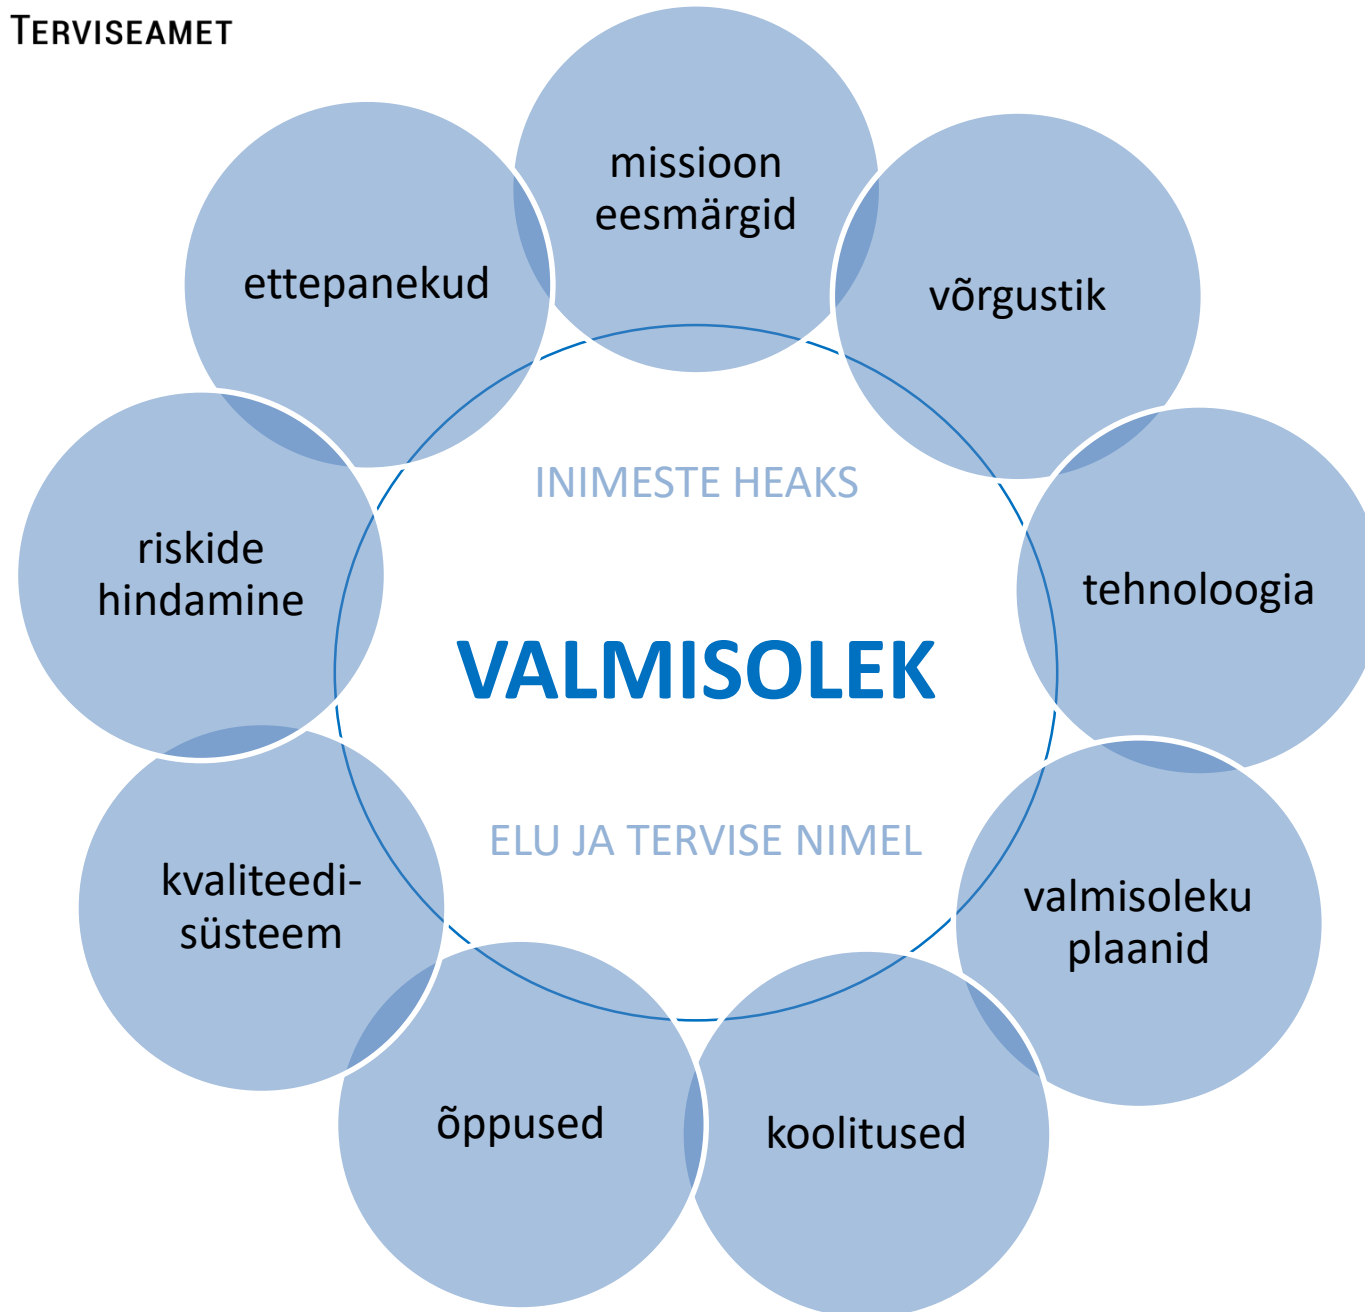 TERVISEAMET
missioon
eesmärgid
võrgustik
tehnoloogia
valmisoleku
plaanid
koolitused
õppused
kvaliteedi-
süsteem
riskide
hindamine
ettepanekud
INIMESTE HEAKS
VALMISOLEK
ELU JA TERVISE NIMEL